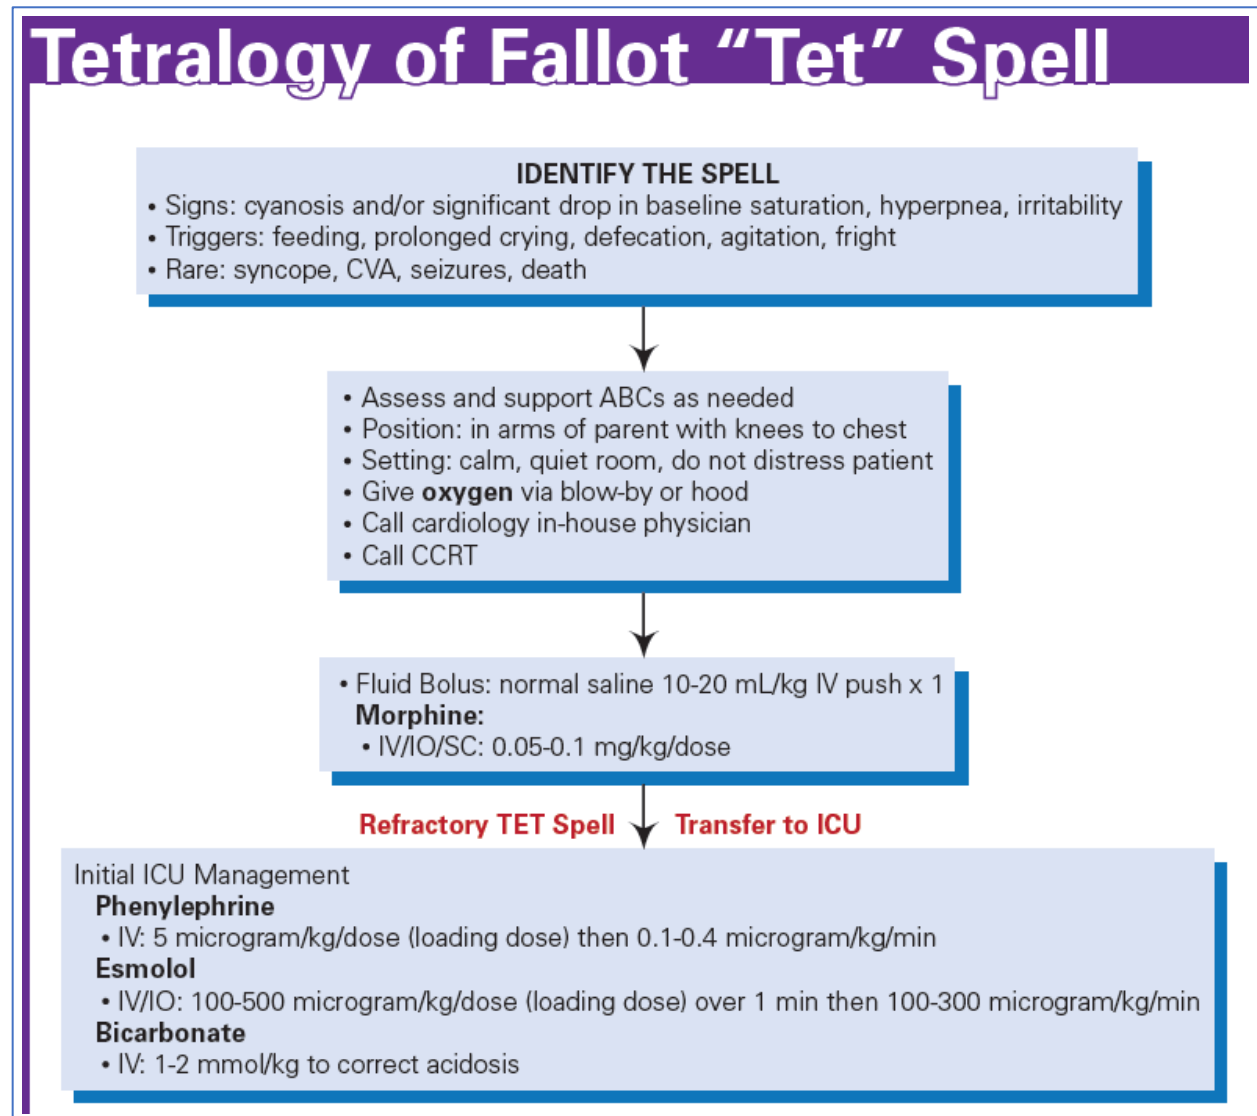 Tetralogy of Fallot “Tet” Spell
IDENTIFY THE SPELL
• Signs: cyanosis and/or significant drop in baseline saturation, hyperpnea, irritability
• Triggers: feeding, prolonged crying, defecation, agitation, fright
• Rare: syncope, CVA, seizures, death
• Assess and support ABCs as needed
• Position: in arms of parent with knees to chest
• Setting: calm, quiet room, do not distress patient
• Give oxygen via blow-by or hood
• Call cardiology in-house physician
• Call CCRT
• Fluid Bolus: normal saline 10-20 mL/kg IV push x 1
Morphine:
• IV/IO/SC: 0.05-0.1 mg/kg/dose
Refractory TET Spell Transfer to ICU
Initial ICU Management
Phenylephrine
• IV: 5 microgram/kg/dose (loading dose) then 0.1-0.4 microgram/kg/min
Esmolol
• IV/IO: 100-500 microgram/kg/dose (loading dose) over 1 min then 100-300 microgram/kg/min
Bicarbonate
• IV: 1-2 mmol/kg to correct acidosis